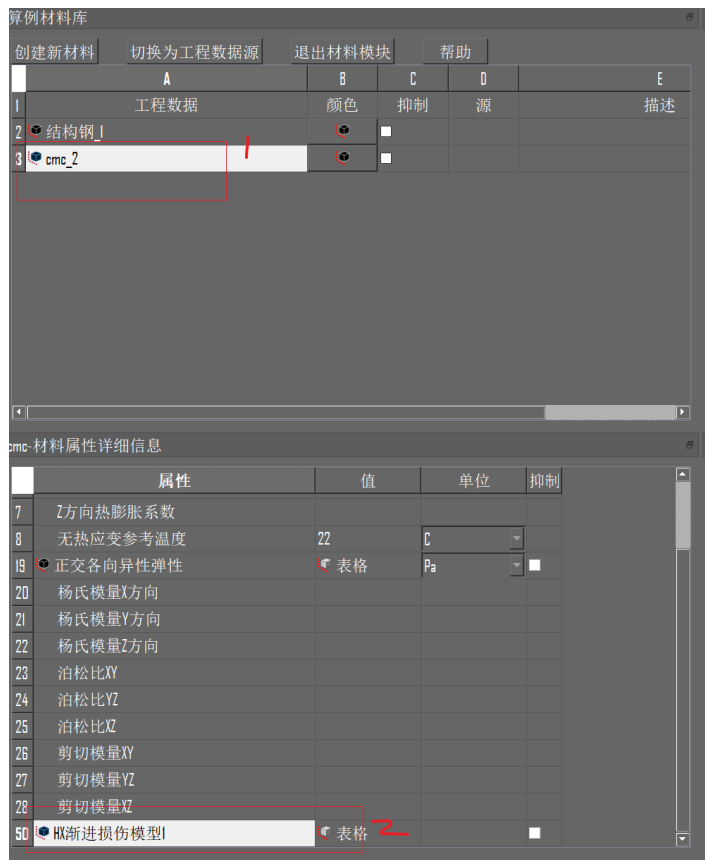 算例材料库
创建新材料 切换为工程数据源 退出材料模块 帮助
A B C D E
1 工程数据 颜色 抑制 源 描述
2 结构钢_1
3 cmc_2
1
cmc-材料属性详细信息
属性 值 单位 抑制
7 Z方向热膨胀系数
8 无热应变参考温度 22 C
19 正交各向异性弹性 表格 Pa
20 杨氏模量X方向
21 杨氏模量Y方向
22 杨氏模量Z方向
23 泊松比XY
24 泊松比YZ
25 泊松比XZ
26 剪切模量XY
27 剪切模量YZ
28 剪切模量XZ
50 HX渐进损伤模型1 表格 2